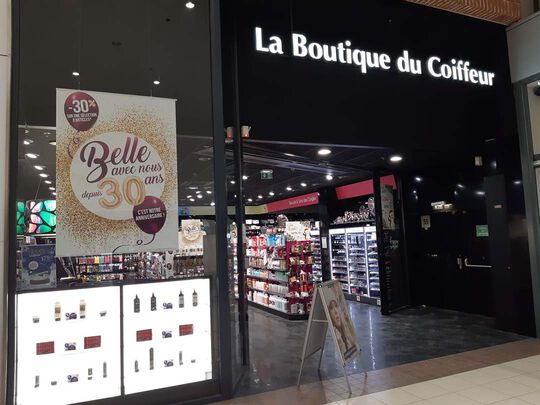 La Boutique du Coiffeur
-30%
SUR UNE SÉLECTION
D'ARTICLES*
Belle
avec nous
depuis 30 ans
C'EST NOTRE
ANNIVERSAIRE !